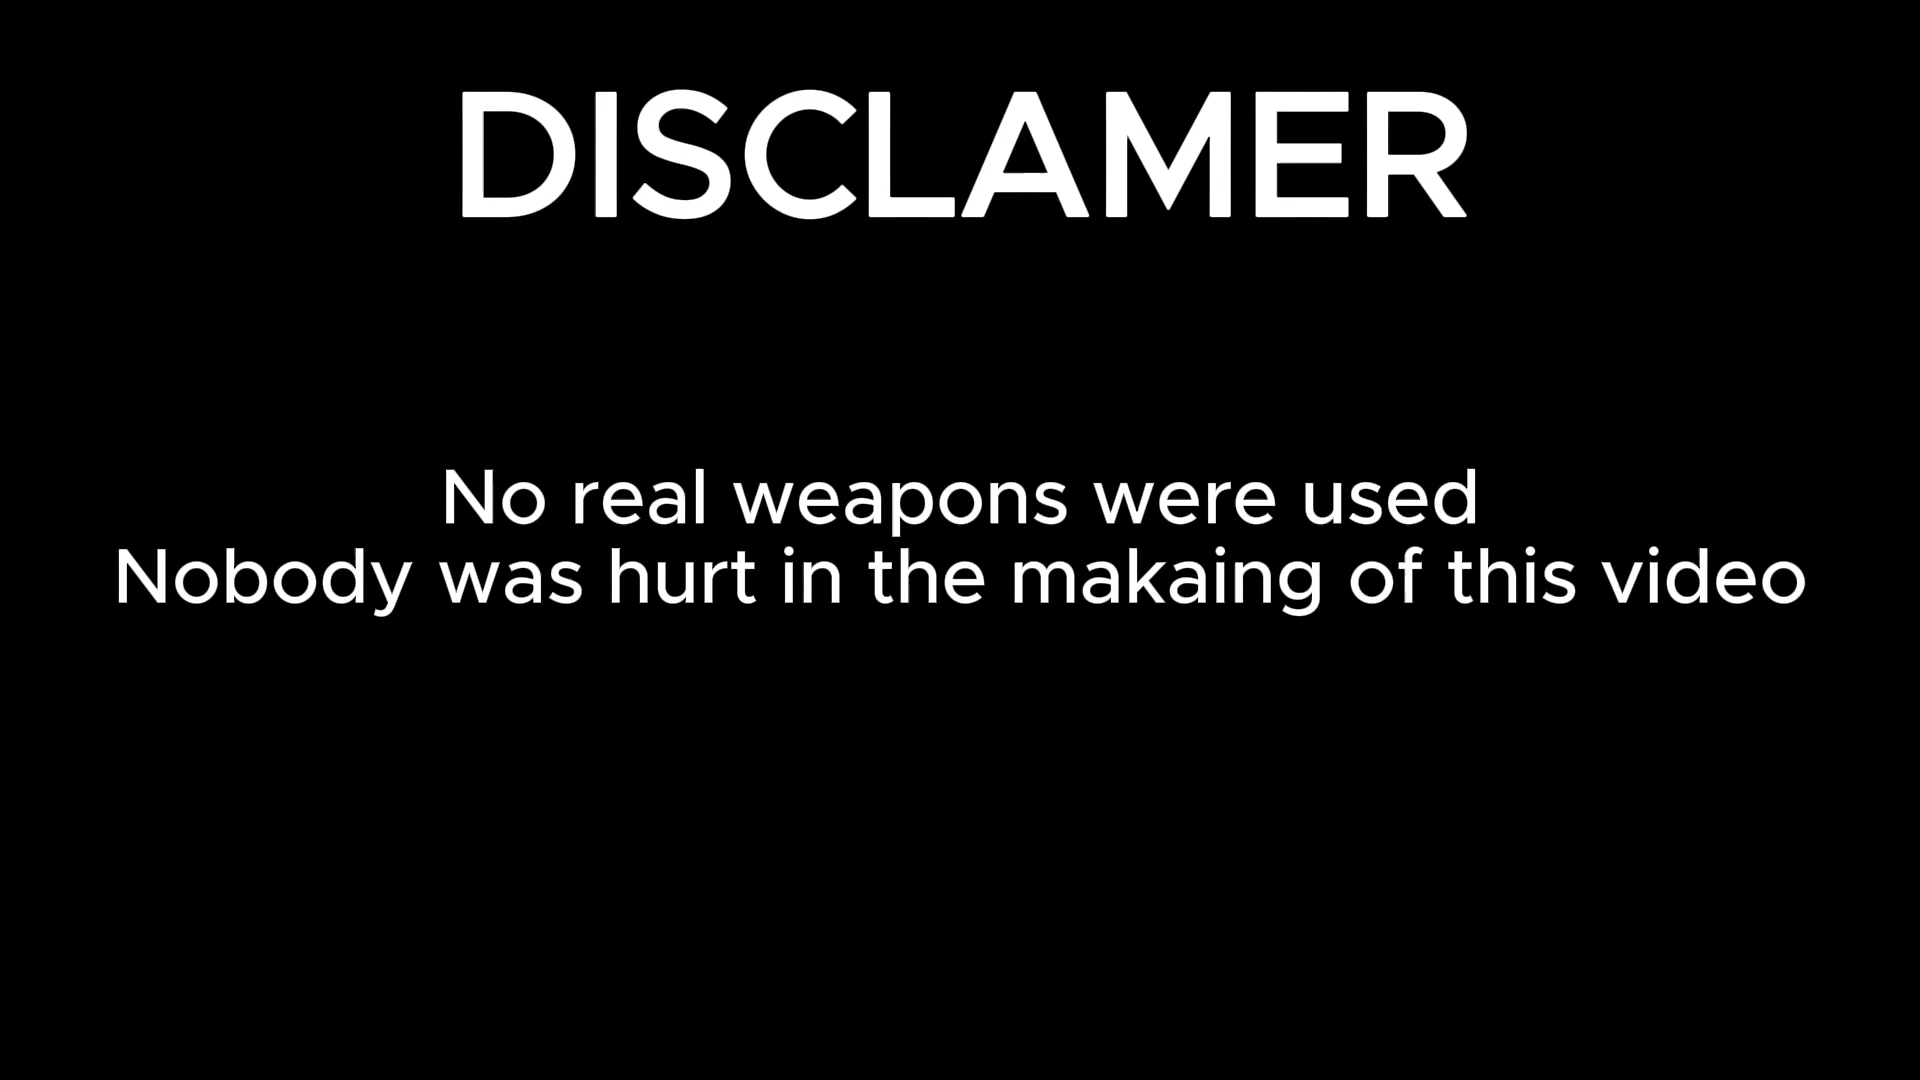 DISCLAMER
No real weapons were used
Nobody was hurt in the makaing of this video